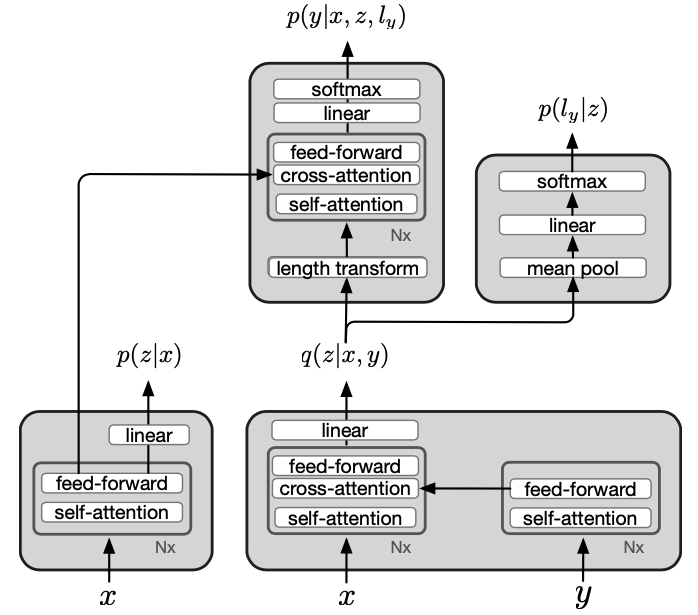 p(y|x, z, l_y)
softmax
linear
feed-forward
cross-attention
self-attention
Nx
length transform
p(l_y|z)
softmax
linear
mean pool
p(z|x)
linear
feed-forward
self-attention
Nx
x
q(z|x, y)
linear
feed-forward
cross-attention
self-attention
Nx
x
feed-forward
self-attention
Nx
y